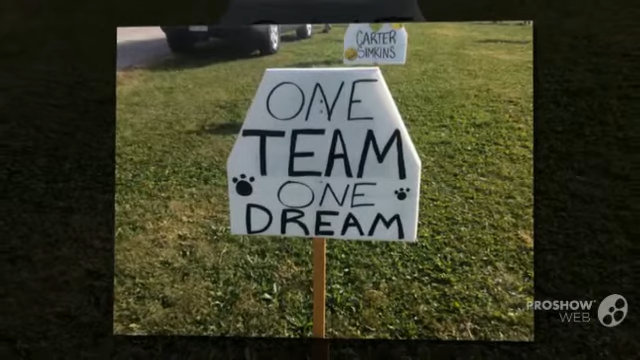 CARTER
SIMKINS
ONE
TEAM
ONE
DREAM
PROSHOW
WEB